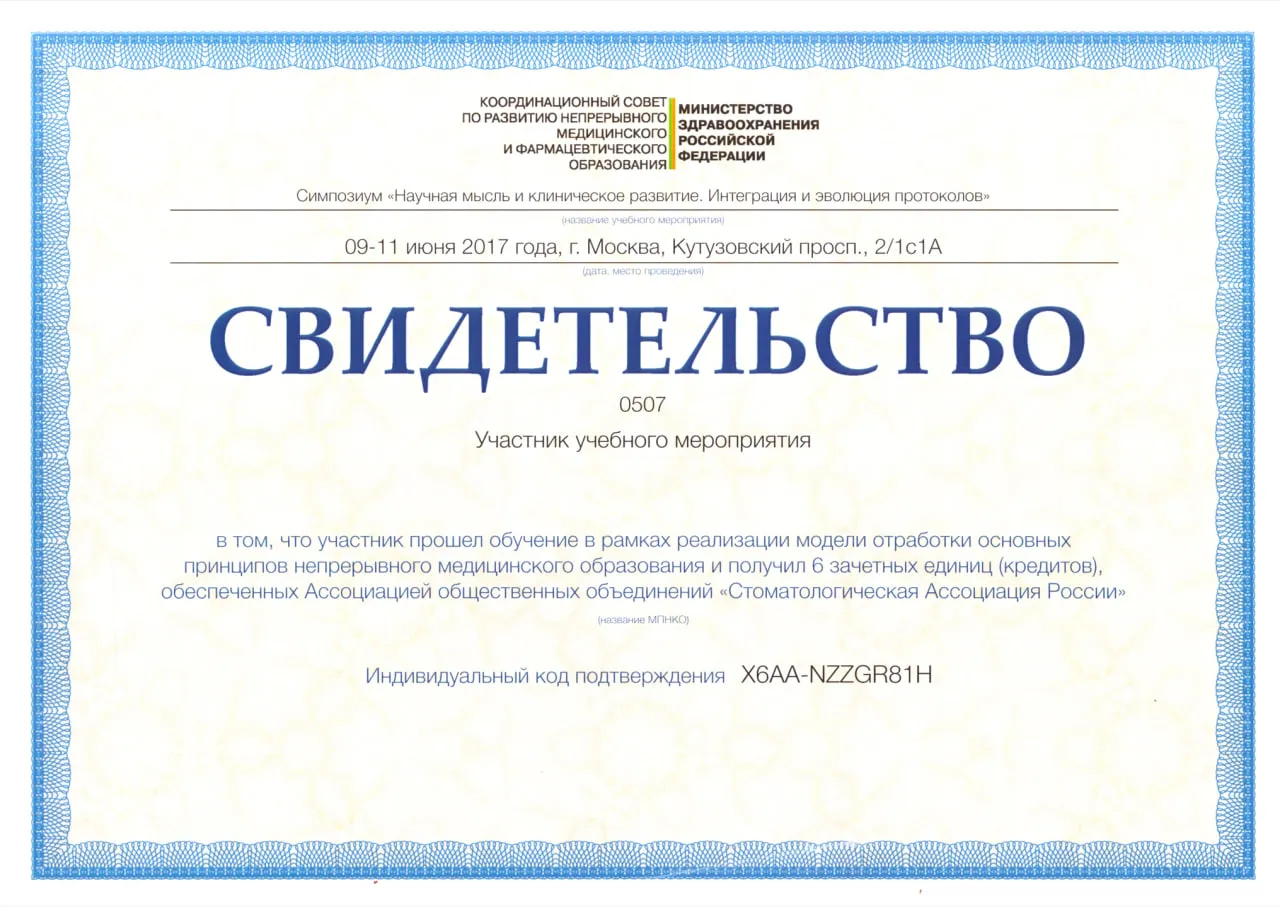 КООРДИНАЦИОННЫЙ СОВЕТ
ПО РАЗВИТИЮ НЕПРЕРЫВНОГО
МЕДИЦИНСКОГО
И ФАРМАЦЕВТИЧЕСКОГО
ОБРАЗОВАНИЯ
МИНИСТЕРСТВО
ЗДРАВООХРАНЕНИЯ
РОССИЙСКОЙ
ФЕДЕРАЦИИ
Симпозиум «Научная мысль и клиническое развитие. Интеграция и эволюция протоколов»
(название учебного мероприятия)
09-11 июня 2017 года, г. Москва, Кутузовский просп., 2/1с1А
(дата, место проведения)
СВИДЕТЕЛЬСТВО
0507
Участник учебного мероприятия
в том, что участник прошел обучение в рамках реализации модели отработки основных
принципов непрерывного медицинского образования и получил 6 зачетных единиц (кредитов),
обеспеченных Ассоциацией общественных объединений «Стоматологическая Ассоциация России»
(название МПНКО)
Индивидуальный код подтверждения X6AA-NZZGR81H